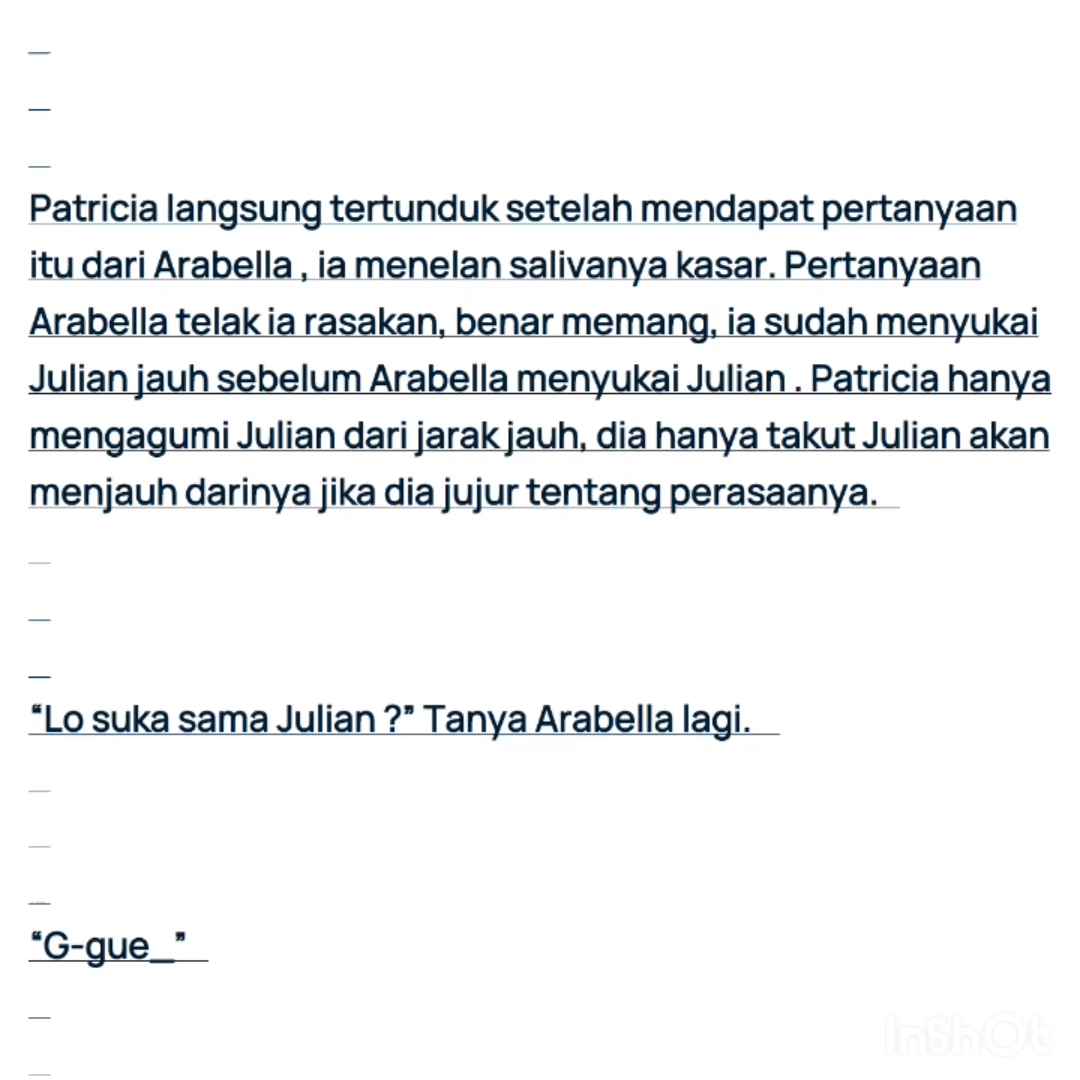 Patricia langsung tertunduk setelah mendapat pertanyaan
itu dari Arabella , ia menelan salivanya kasar. Pertanyaan
Arabella telak ia rasakan, benar memang, ia sudah menyukai
Julian jauh sebelum Arabella menyukai Julian . Patricia hanya
mengagumi Julian dari jarak jauh, dia hanya takut Julian akan
menjauh darinya jika dia jujur tentang perasaanya.
“Lo suka sama Julian ?” Tanya Arabella lagi.
“G-gue_”
InShOt